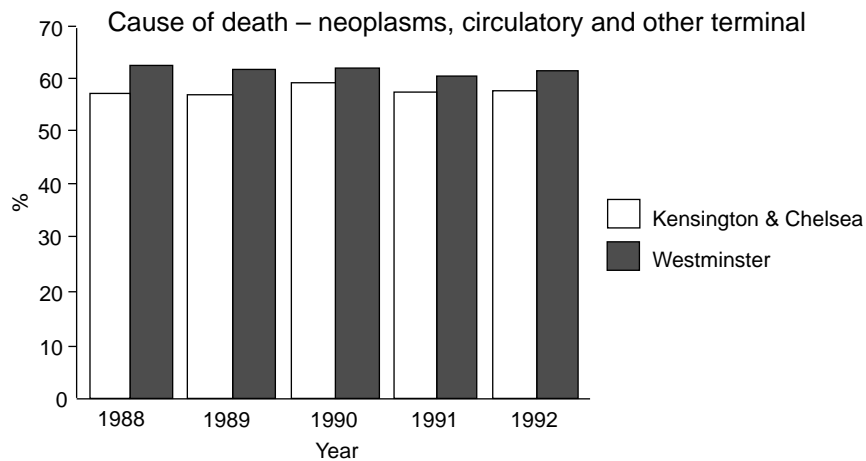 Cause of death – neoplasms, circulatory and other terminal
70
60
50
40
30
20
10
0
%
1988 1989 1990 1991 1992
Year
Kensington & Chelsea
Westminster